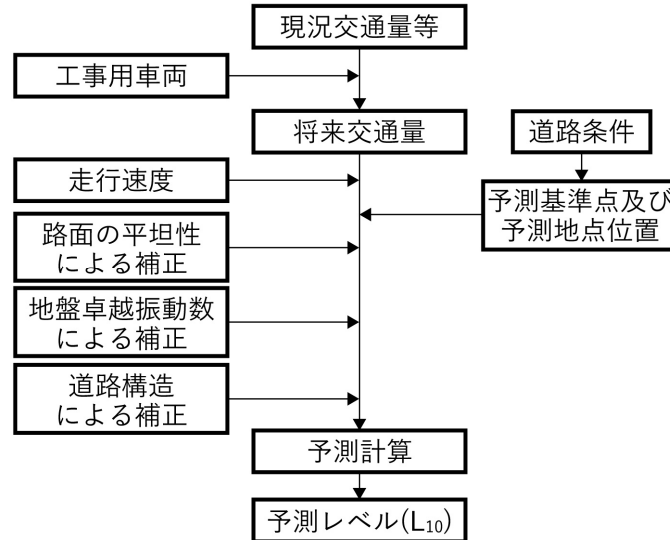 現況交通量等
工事用車両
将来交通量
道路条件
走行速度
予測基準点及び
予測地点位置
路面の平坦性
による補正
地盤卓越振動数
による補正
道路構造
による補正
予測計算
予測レベル(L₁₀)